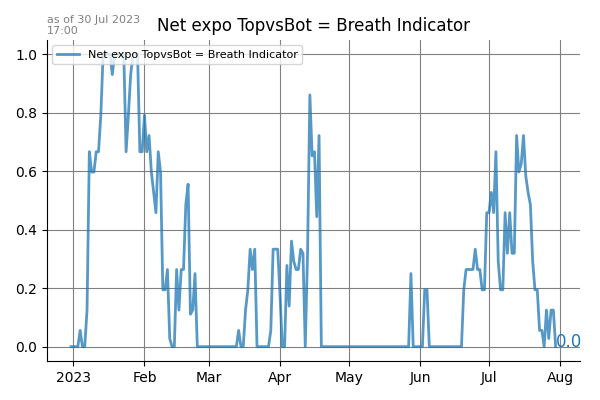 as of 30 Jul 2023
17:00
Net expo TopvsBot = Breath Indicator
Net expo TopvsBot = Breath Indicator
1.0
0.8
0.6
0.4
0.2
0.0
0.0
2023 Feb Mar Apr May Jun Jul Aug